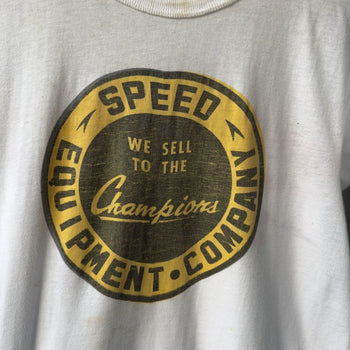 SPEED
EQUIPMENT • COMPANY
WE SELL
TO THE
Champions